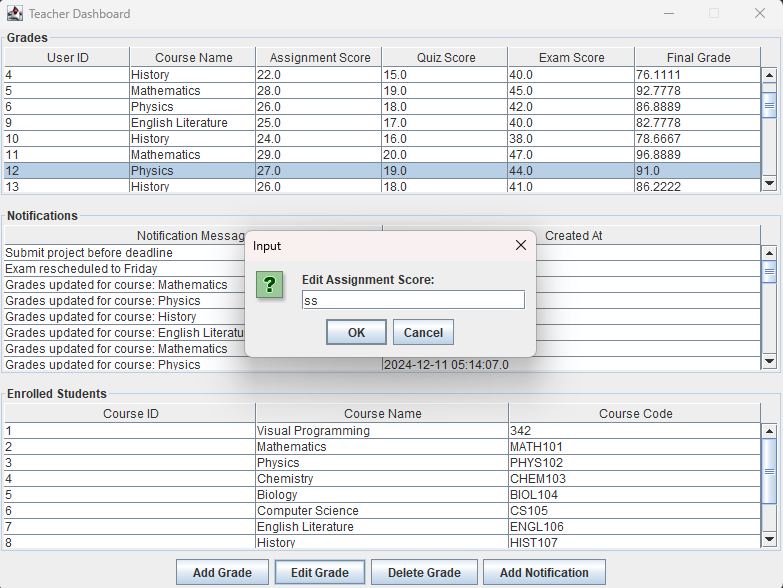 Teacher Dashboard
Grades
User ID Course Name Assignment Score Quiz Score Exam Score Final Grade
4 History 22.0 15.0 40.0 76.1111
5 Mathematics 28.0 19.0 45.0 92.7778
6 Physics 26.0 18.0 42.0 86.8889
9 English Literature 25.0 17.0 40.0 82.7778
10 History 24.0 16.0 38.0 78.6667
11 Mathematics 29.0 20.0 47.0 96.8889
12 Physics 27.0 19.0 44.0 91.0
13 History 26.0 18.0 41.0 86.2222
Notifications
Notification Messag Created At
Submit project before deadline
Exam rescheduled to Friday
Grades updated for course: Mathematics
Grades updated for course: Physics
Grades updated for course: History
Grades updated for course: English Literatu
Grades updated for course: Mathematics
Grades updated for course: Physics 2024-12-11 05:14:07.0
Input
Edit Assignment Score:
ss
OK Cancel
Enrolled Students
Course ID Course Name Course Code
1 Visual Programming 342
2 Mathematics MATH101
3 Physics PHYS102
4 Chemistry CHEM103
5 Biology BIOL104
6 Computer Science CS105
7 English Literature ENGL106
8 History HIST107
Add Grade Edit Grade Delete Grade Add Notification